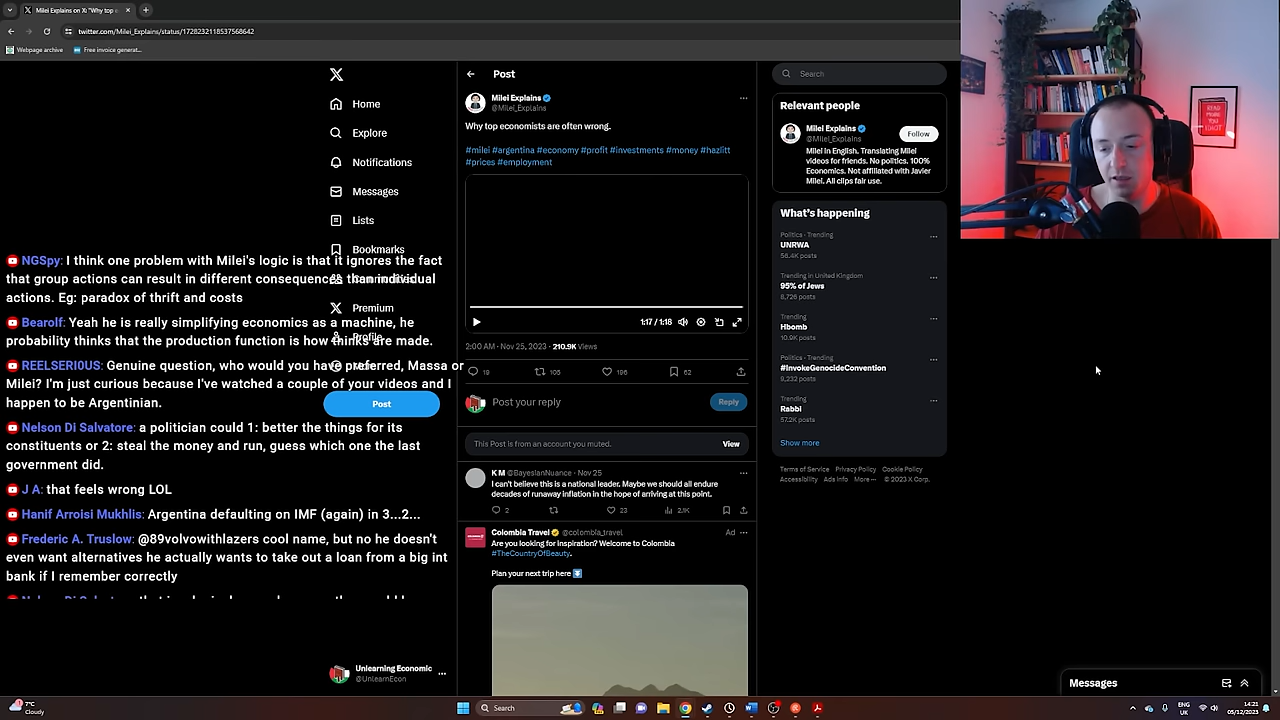 Milei Explains on X: "Why top e
twitter.com/Milei_Explains/status/1728232118537568642
Webpage archive
Free invoice generat...
Home
Explore
Notifications
Messages
Lists
Bookmarks
Premium
Post
NGSpy: I think one problem with Milei's logic is that it ignores the fact
that group actions can result in different consequences than individual
actions. Eg: paradox of thrift and costs
Bearolf: Yeah he is really simplifying economics as a machine, he
probability thinks that the production function is how thinks are made.
REELSERI0US: Genuine question, who would you have preferred, Massa or
Milei? I'm just curious because I've watched a couple of your videos and I
happen to be Argentinian.
Nelson Di Salvatore: a politician could 1: better the things for its
constituents or 2: steal the money and run, guess which one the last
government did.
J A: that feels wrong LOL
Hanif Arroisi Mukhlis: Argentina defaulting on IMF (again) in 3...2...
Frederic A. Truslow: @89volvowithlazers cool name, but no he doesn't
even want alternatives he actually wants to take out a loan from a big int
bank if I remember correctly
Unlearning Economic
@UnlearnEcon
Post
Milei Explains
@Milei_Explains
Why top economists are often wrong.
#milei #argentina #economy #profit #investments #money #hazlitt
#prices #employment
1:17 / 1:18
2:00 AM · Nov 25, 2023 · 210.9K Views
19
105
196
62
Post your reply
Reply
This Post is from an account you muted.
View
K M @BayesianNuance · Nov 25
I can't believe this is a national leader. Maybe we should all endure
decades of runaway inflation in the hope of arriving at this point.
2
23
2.1K
Colombia Travel @colombia_travel
Ad
Are you looking for inspiration? Welcome to Colombia
#TheCountryOfBeauty.
Plan your next trip here
Search
Relevant people
Milei Explains
@Milei_Explains
Follow
Milei in English. Translating Milei
videos for friends. No politics. 100%
Economics. Not affiliated with Javier
Milei. All clips fair use.
What's happening
Politics · Trending
UNRWA
56.4K posts
Trending in United Kingdom
95% of Jews
8,726 posts
Trending
Hbomb
10.9K posts
Politics · Trending
#InvokeGenocideConvention
9,232 posts
Trending
Rabbi
57.2K posts
Show more
Terms of Service Privacy Policy Cookie Policy
Accessibility Ads info More ··· © 2023 X Corp.
READ
MORE
YOU
IDIOT
Messages
7°C
Cloudy
Search
ENG
UK
14:21
05/12/2023